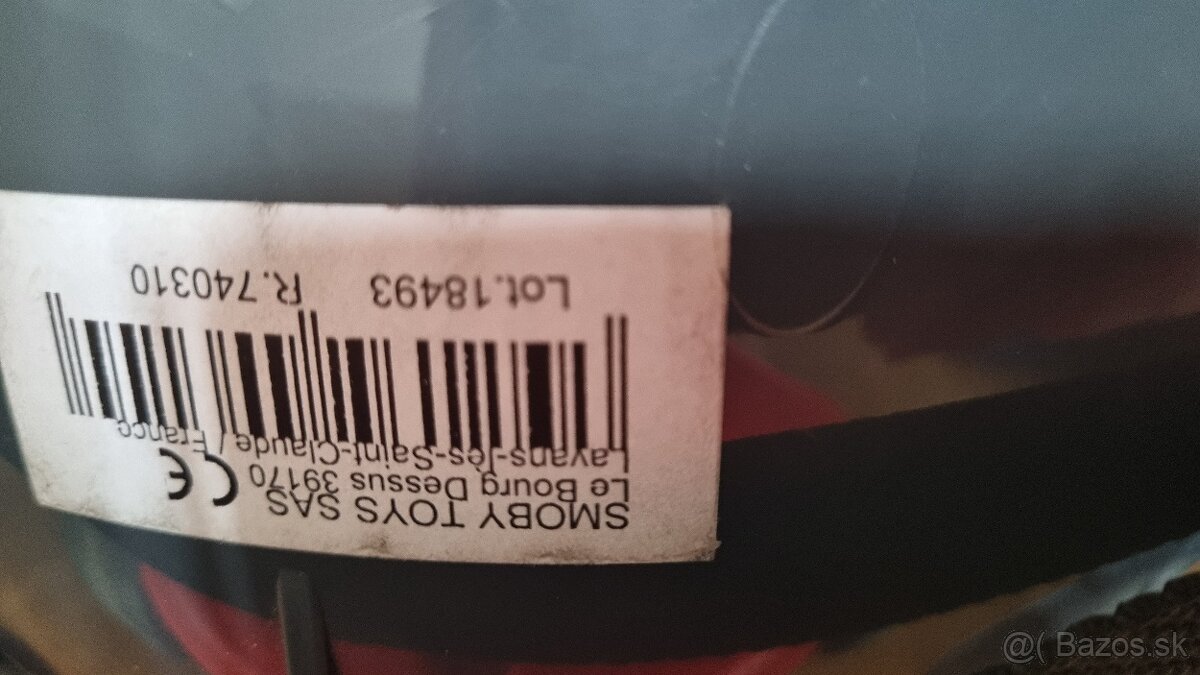 SMOBY TOYS SAS
Le Bourg Dessus 39170
Lavans-lès-Saint-Claude / France
CE
Lot.18493 R.740310
@( Bazos.sk